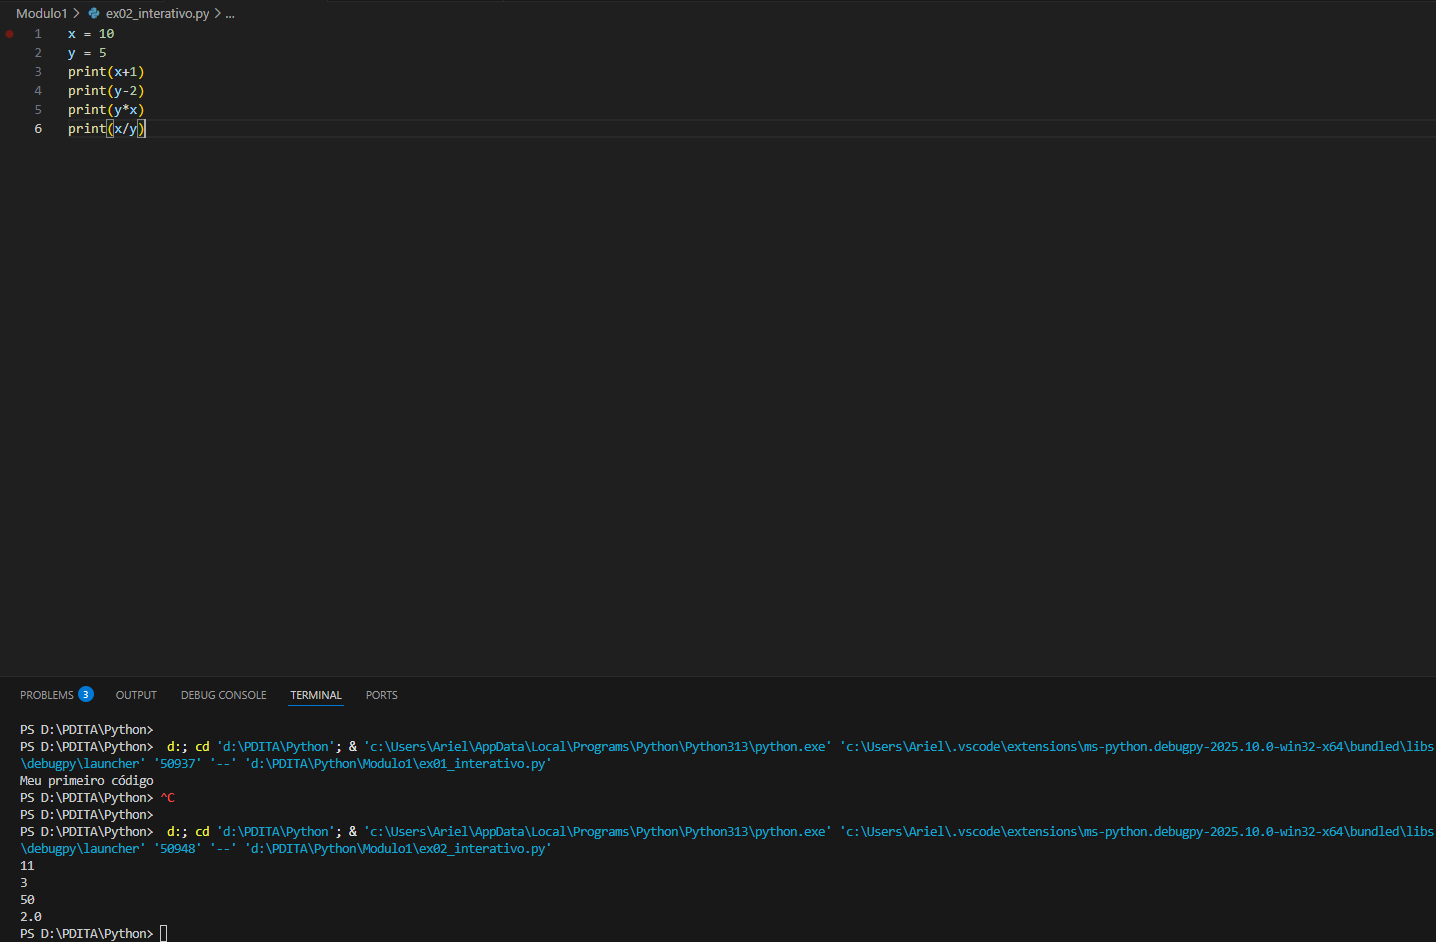 Modulo1 > ex02_interativo.py > ...
1 x = 10
2 y = 5
3 print(x+1)
4 print(y-2)
5 print(y*x)
6 print(x/y)
PROBLEMS 3 OUTPUT DEBUG CONSOLE TERMINAL PORTS
PS D:\PDITA\Python>
PS D:\PDITA\Python>  d:; cd 'd:\PDITA\Python'; & 'c:\Users\Ariel\AppData\Local\Programs\Python\Python313\python.exe' 'c:\Users\Ariel\.vscode\extensions\ms-python.debugpy-2025.10.0-win32-x64\bundled\libs
\debugpy\launcher' '50937' '--' 'd:\PDITA\Python\Modulo1\ex01_interativo.py'
Meu primeiro código
PS D:\PDITA\Python> ^C
PS D:\PDITA\Python>
PS D:\PDITA\Python>  d:; cd 'd:\PDITA\Python'; & 'c:\Users\Ariel\AppData\Local\Programs\Python\Python313\python.exe' 'c:\Users\Ariel\.vscode\extensions\ms-python.debugpy-2025.10.0-win32-x64\bundled\libs
\debugpy\launcher' '50948' '--' 'd:\PDITA\Python\Modulo1\ex02_interativo.py'
11
3
50
2.0
PS D:\PDITA\Python>